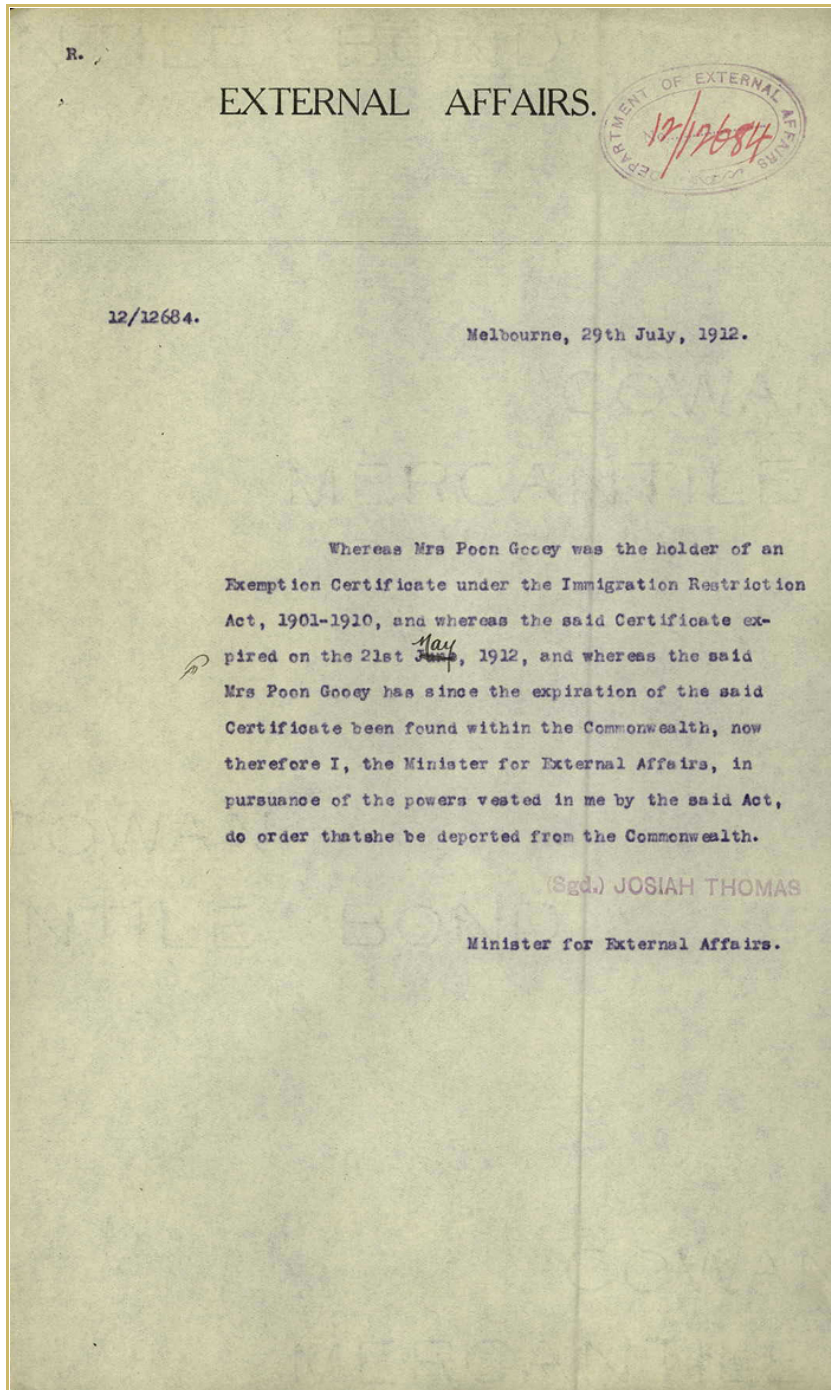 R.
EXTERNAL AFFAIRS.
DEPARTMENT OF EXTERNAL AFFAIRS
12/12684
12/12684.
Melbourne, 29th July, 1912.
Whereas Mrs Poon Gooey was the holder of an
Exemption Certificate under the Immigration Restriction
Act, 1901-1910, and whereas the said Certificate ex-
May
pired on the 21st June, 1912, and whereas the said
Mrs Poon Gooey has since the expiration of the said
Certificate been found within the Commonwealth, now
therefore I, the Minister for External Affairs, in
pursuance of the powers vested in me by the said Act,
do order thatshe be deported from the Commonwealth.
(Sgd.) JOSIAH THOMAS
Minister for External Affairs.